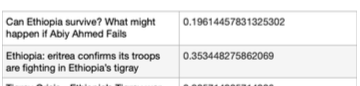 Can Ethiopia survive? What might 0.19614457831325302
happen if Abiy Ahmed Fails
Ethiopia: eritrea confirms its troops 0.353448275862069
are fighting in Ethiopia's tigray